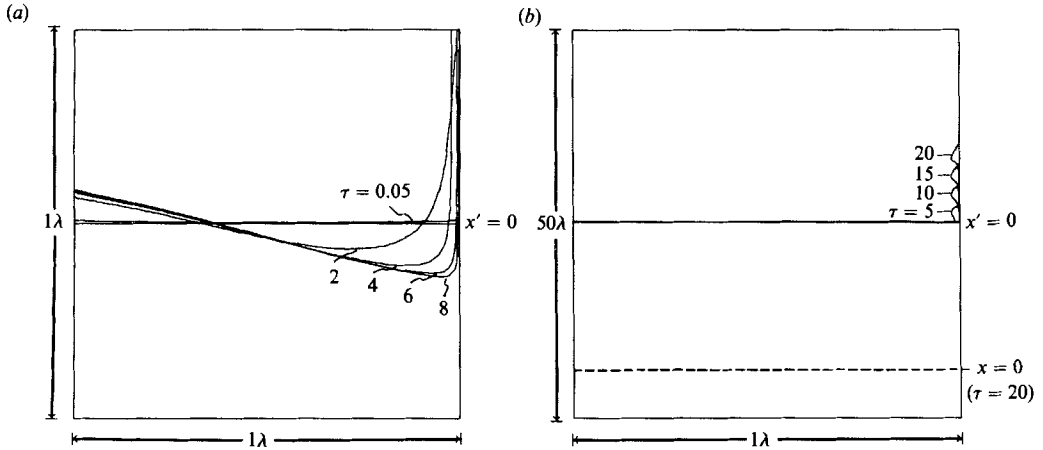 (a)
1λ
τ = 0.05
x′ = 0
2
4
6
8
1λ
(b)
50λ
20
15
10
τ = 5
x′ = 0
x = 0
(τ = 20)
1λ